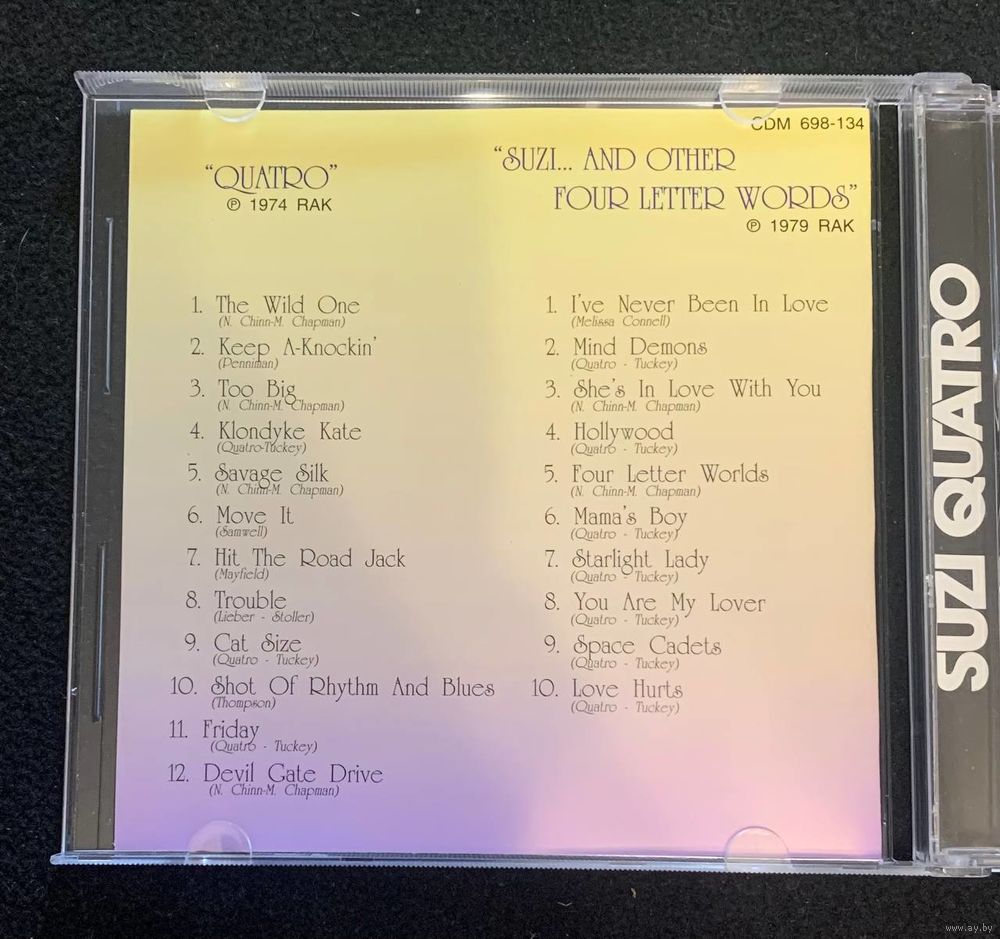 CDM 698-134
“QUATRO”
℗ 1974 RAK
1. The Wild One
(N. Chinn-M. Chapman)
2. Keep A-Knockin’
(Penniman)
3. Too Big
(N. Chinn-M. Chapman)
4. Klondyke Kate
(Quatro-Tuckey)
5. Savage Silk
(N. Chinn-M. Chapman)
6. Move It
(Samwell)
7. Hit The Road Jack
(Mayfield)
8. Trouble
(Lieber - Stoller)
9. Cat Size
(Quatro - Tuckey)
10. Shot Of Rhythm And Blues
(Thompson)
11. Friday
(Quatro - Tuckey)
12. Devil Gate Drive
(N. Chinn-M. Chapman)
“SUZI... AND OTHER
FOUR LETTER WORDS”
℗ 1979 RAK
1. I’ve Never Been In Love
(Melissa Connell)
2. Mind Demons
(Quatro - Tuckey)
3. She’s In Love With You
(N. Chinn-M. Chapman)
4. Hollywood
(Quatro - Tuckey)
5. Four Letter Worlds
(N. Chinn-M. Chapman)
6. Mama’s Boy
(Quatro - Tuckey)
7. Starlight Lady
(Quatro - Tuckey)
8. You Are My Lover
(Quatro - Tuckey)
9. Space Cadets
(Quatro - Tuckey)
10. Love Hurts
(Quatro - Tuckey)
SUZI QUATRO
www.ay.by